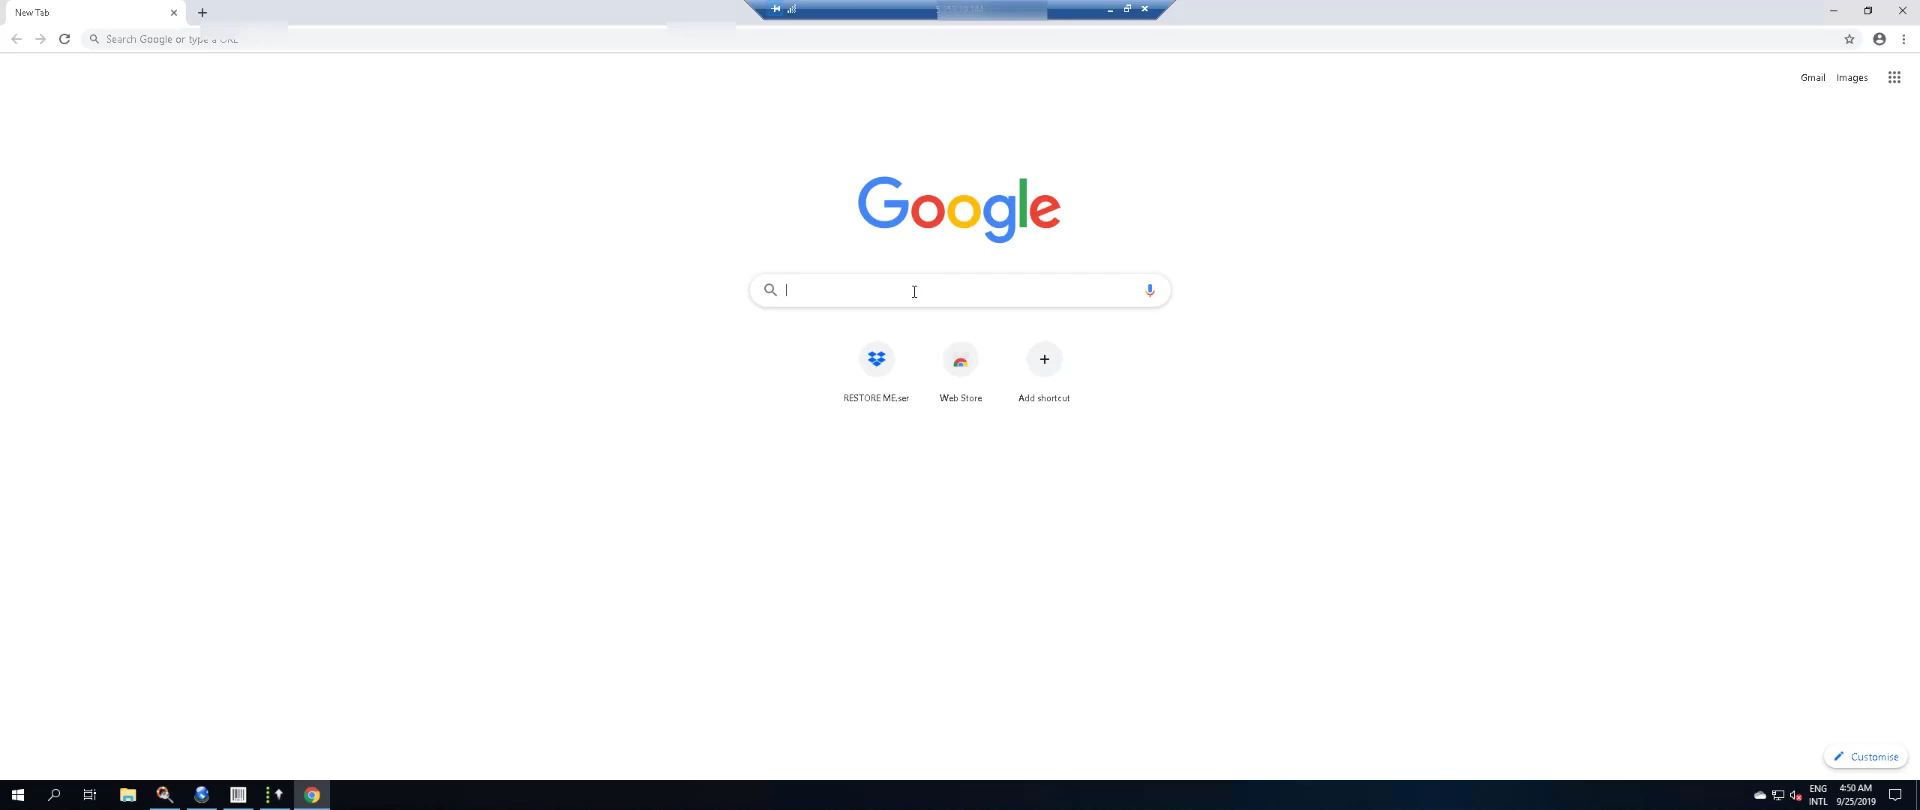 New Tab
Search Google or type a URL
Gmail Images
Google
RESTORE ME.ser Web Store Add shortcut
Customise
ENG 4:50 AM
INTL 9/25/2019